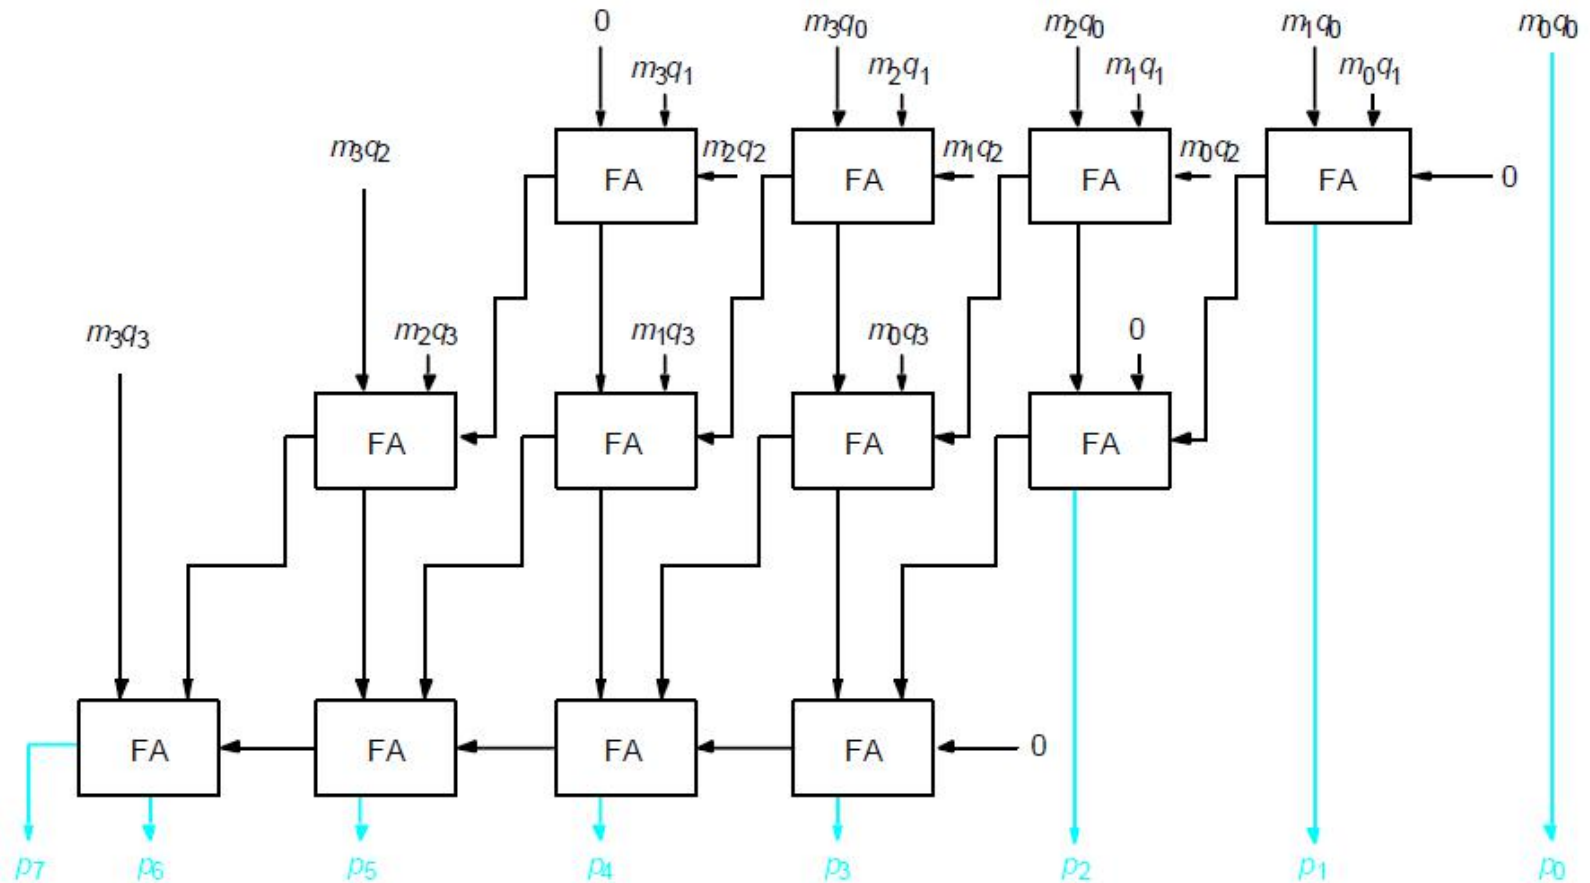 0 m₃q₀ m₂q₀ m₁q₀ m₀q₀
m₃q₁ m₂q₁ m₁q₁ m₀q₁
m₃q₂ m₂q₂ m₁q₂ m₀q₂
FA FA FA FA 0
m₃q₃ m₂q₃ m₁q₃ m₀q₃ 0
FA FA FA FA
FA FA FA FA 0
p₇ p₆ p₅ p₄ p₃ p₂ p₁ p₀